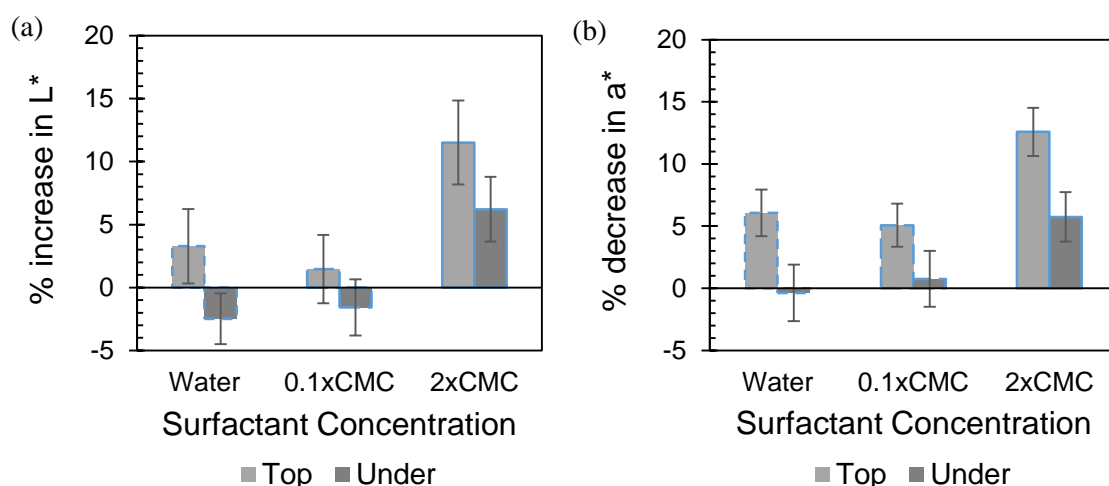 (a)
% increase in L*
20
15
10
5
0
-5
Water 0.1xCMC 2xCMC
Surfactant Concentration
Top Under
(b)
% decrease in a*
20
15
10
5
0
-5
Water 0.1xCMC 2xCMC
Surfactant Concentration
Top Under